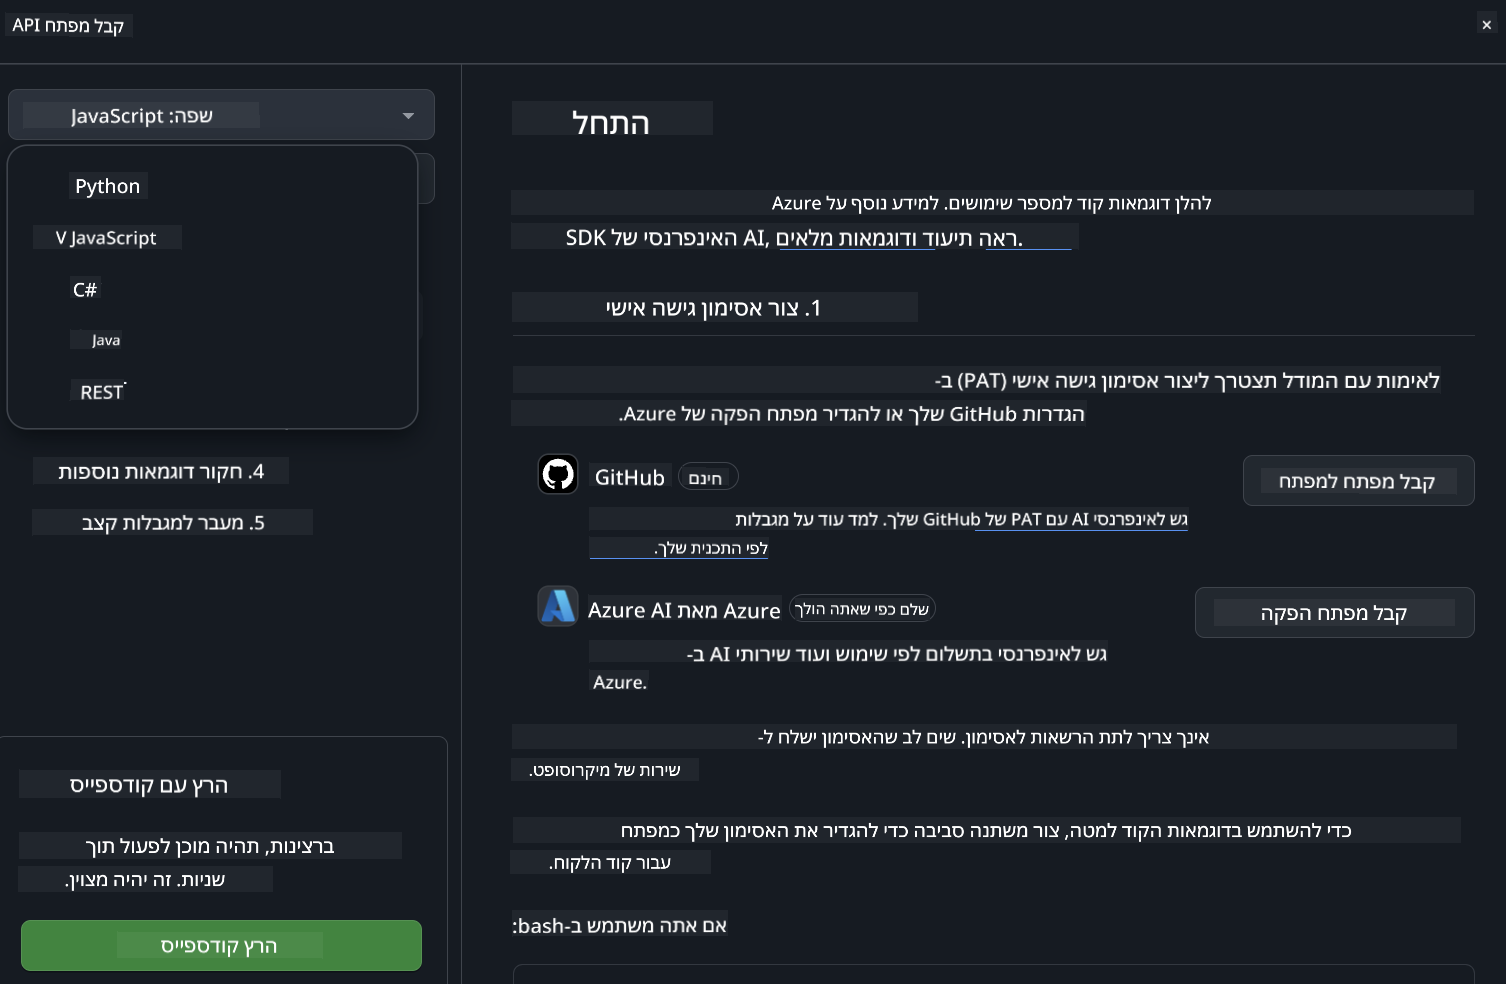 קבל מפתח API
×
שפה: JavaScript
Python
V JavaScript
C#
Java
REST
4. חקור דוגמאות נוספות
5. מעבר למגבלות קצב
הרץ עם קודספייס
ברצינות, תהיה מוכן לפעול תוך
שניות. זה יהיה מצוין.
הרץ קודספייס
התחל
להלן דוגמאות קוד למספר שימושים. למידע נוסף על Azure
האינפרנסי של SDK AI, ראה תיעוד ודוגמאות מלאים.
1. צור אסימון גישה אישי
לאימות עם המודל תצטרך ליצור אסימון גישה אישי (PAT) ב-
הגדרות GitHub שלך או להגדיר מפתח הפקה של Azure.
GitHub חינם
קבל מפתח למפתח
גש לאינפרנסי AI עם PAT של GitHub שלך. למד עוד על מגבלות
לפי התכנית שלך.
Azure AI מאת Azure שלם כפי שאתה הולך
קבל מפתח הפקה
גש לאינפרנסי בתשלום לפי שימוש ועוד שירותי AI ב-
Azure.
אינך צריך לתת הרשאות לאסימון. שים לב שהאסימון ישלח ל-
שירות של מיקרוסופט.
כדי להשתמש בדוגמאות הקוד למטה, צור משתנה סביבה כדי להגדיר את האסימון שלך כמפתח
עבור קוד הלקוח.
אם אתה משתמש ב-bash: